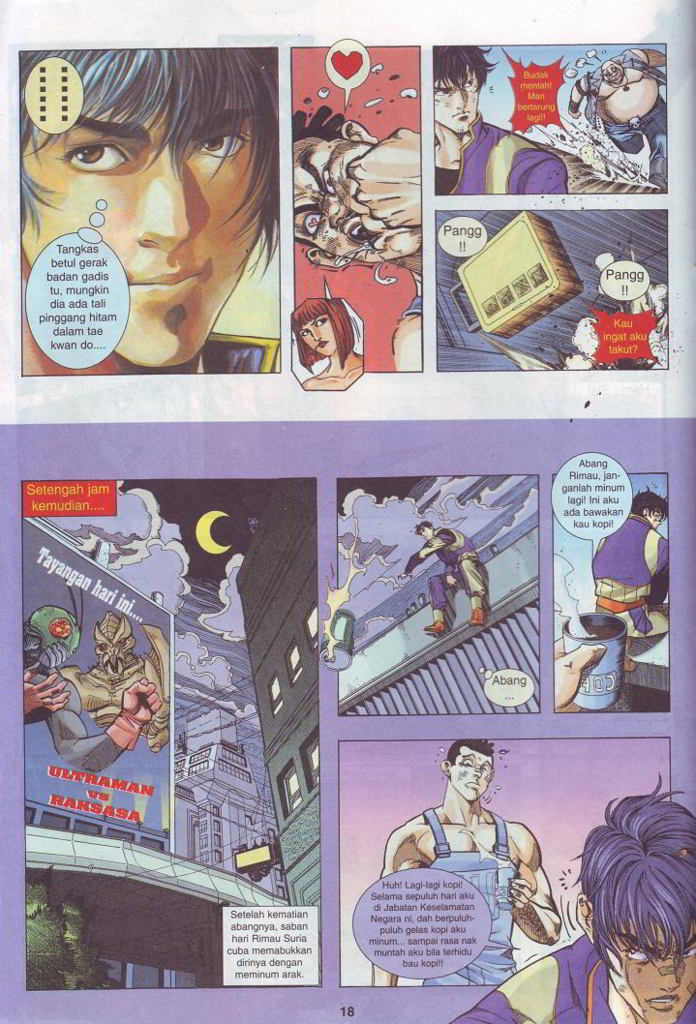 Tangkas
betul gerak
badan gadis
tu, mungkin
dia ada tali
pinggang hitam
dalam tae
kwan do....
Budak
mentah!
Mari
bertarung
lagi!!
Pangg
!!
Pangg
!!
Kau
ingat aku
takut?
Setengah jam
kemudian....
Tayangan hari ini...
ULTRAMAN
VS
RAKSASA
Setelah kematian
abangnya, saban
hari Rimau Suria
cuba memabukkan
dirinya dengan
meminum arak.
Abang
...
Abang
Rimau, jan-
ganlah minum
lagi! Ini aku
ada bawakan
kau kopi!
Huh! Lagi-lagi kopi!
Selama sepuluh hari aku
di Jabatan Keselamatan
Negara ni, dah berpuluh-
puluh gelas kopi aku
minum... sampai rasa nak
muntah aku bila terhidu
bau kopi!!
18